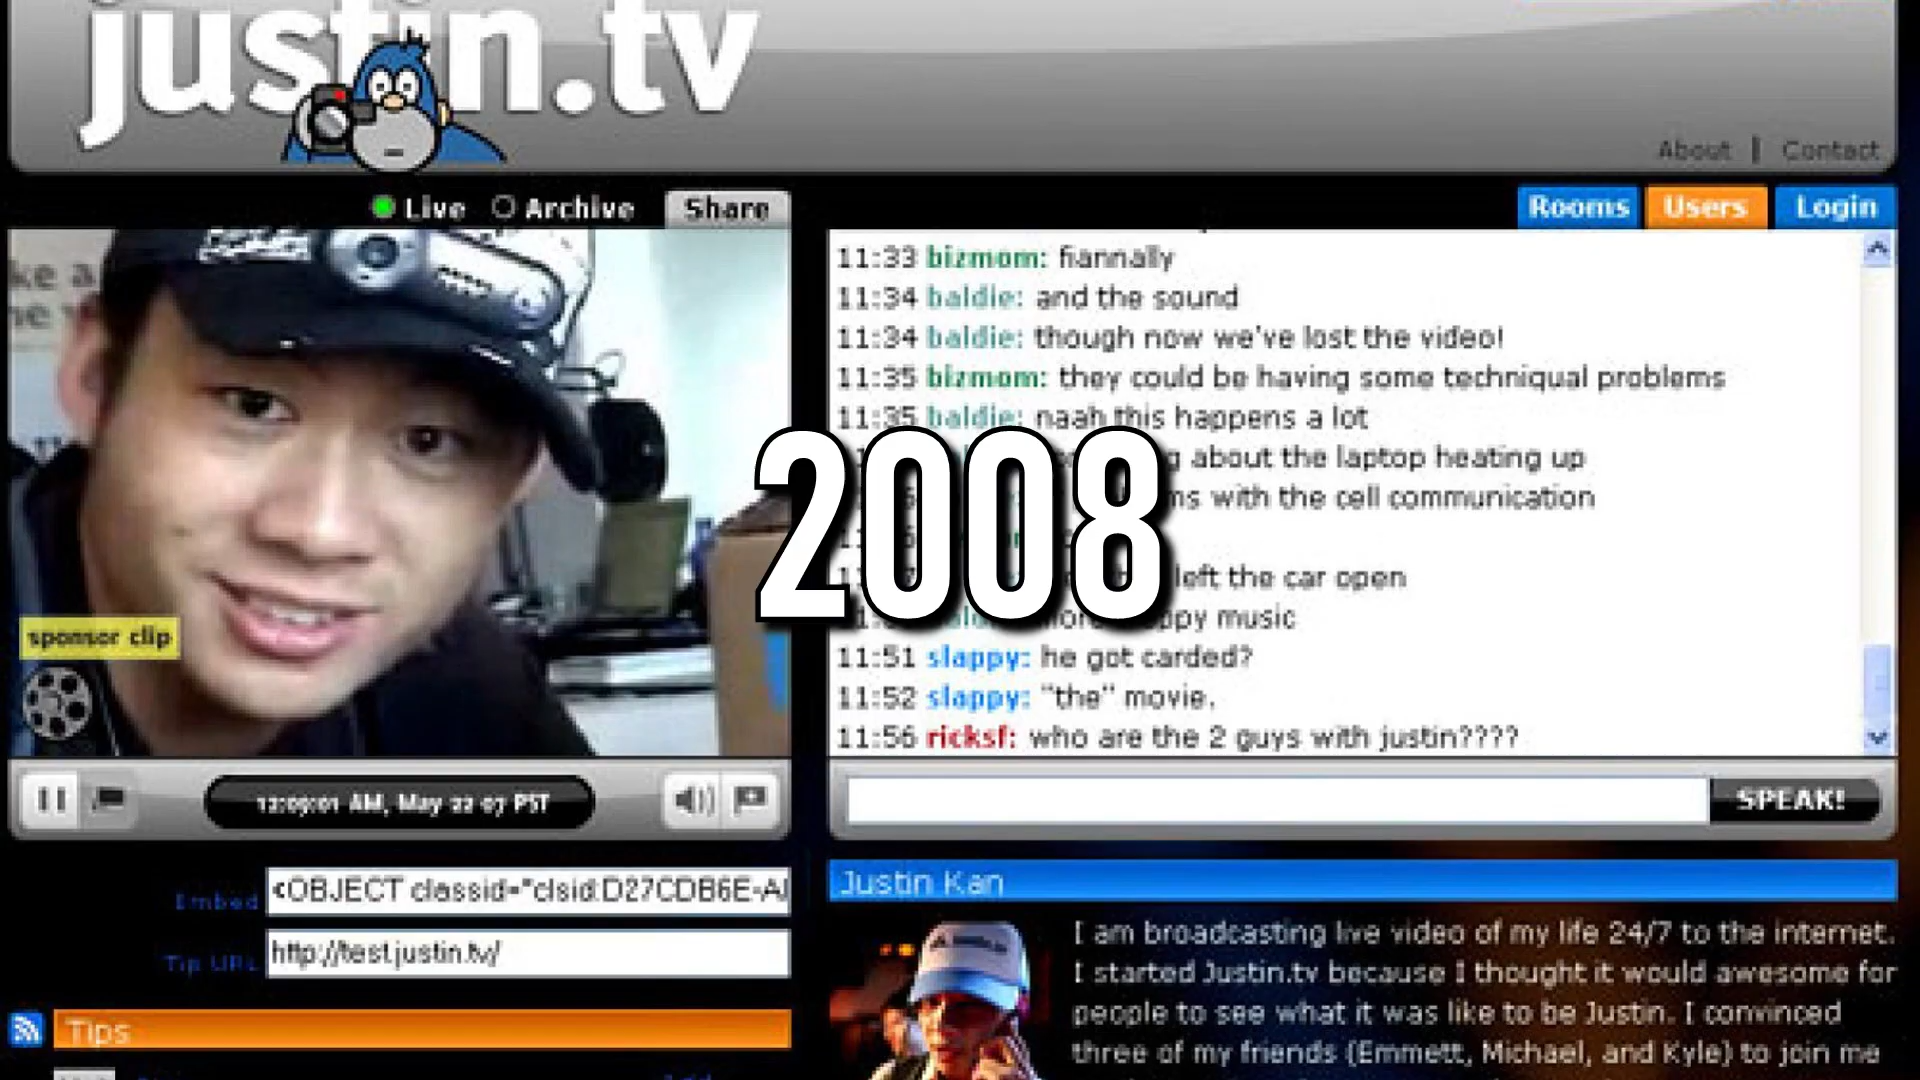 justin.tv
About | Contact
Live Archive Share
Rooms Users Login
11:33 bizmom: fiannally
11:34 baldie: and the sound
11:34 baldie: though now we've lost the video!
11:35 bizmom: they could be having some techniqual problems
11:35 baldie: naah this happens a lot
about the laptop heating up
with the cell communication
left the car open
music
2008
11:51 slappy: he got carded?
11:52 slappy: "the" movie.
11:56 ricksf: who are the 2 guys with justin????
sponsor clip
AM, May 22 07 PST
SPEAK!
Embed <OBJECT classid="clsid:D27CDB6E-A
Tip URL http://test.justin.tv/
Tips
Justin Kan
I am broadcasting live video of my life 24/7 to the internet.
I started Justin.tv because I thought it would awesome for
people to see what it was like to be Justin. I convinced
three of my friends (Emmett, Michael, and Kyle) to join me